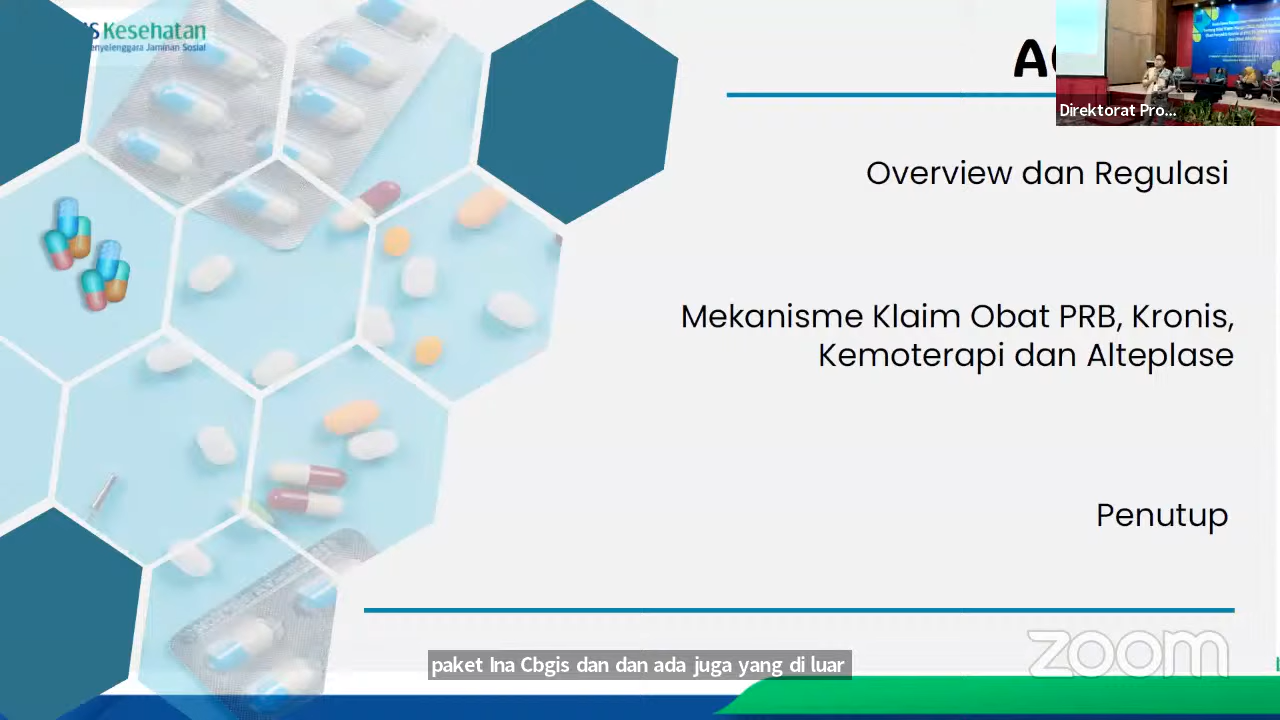 Kesehatan
Penyelenggara Jaminan Sosial
Direktorat Pro...
Overview dan Regulasi
Mekanisme Klaim Obat PRB, Kronis,
Kemoterapi dan Alteplase
Penutup
zoom
paket Ina Cbgis dan dan ada juga yang di luar